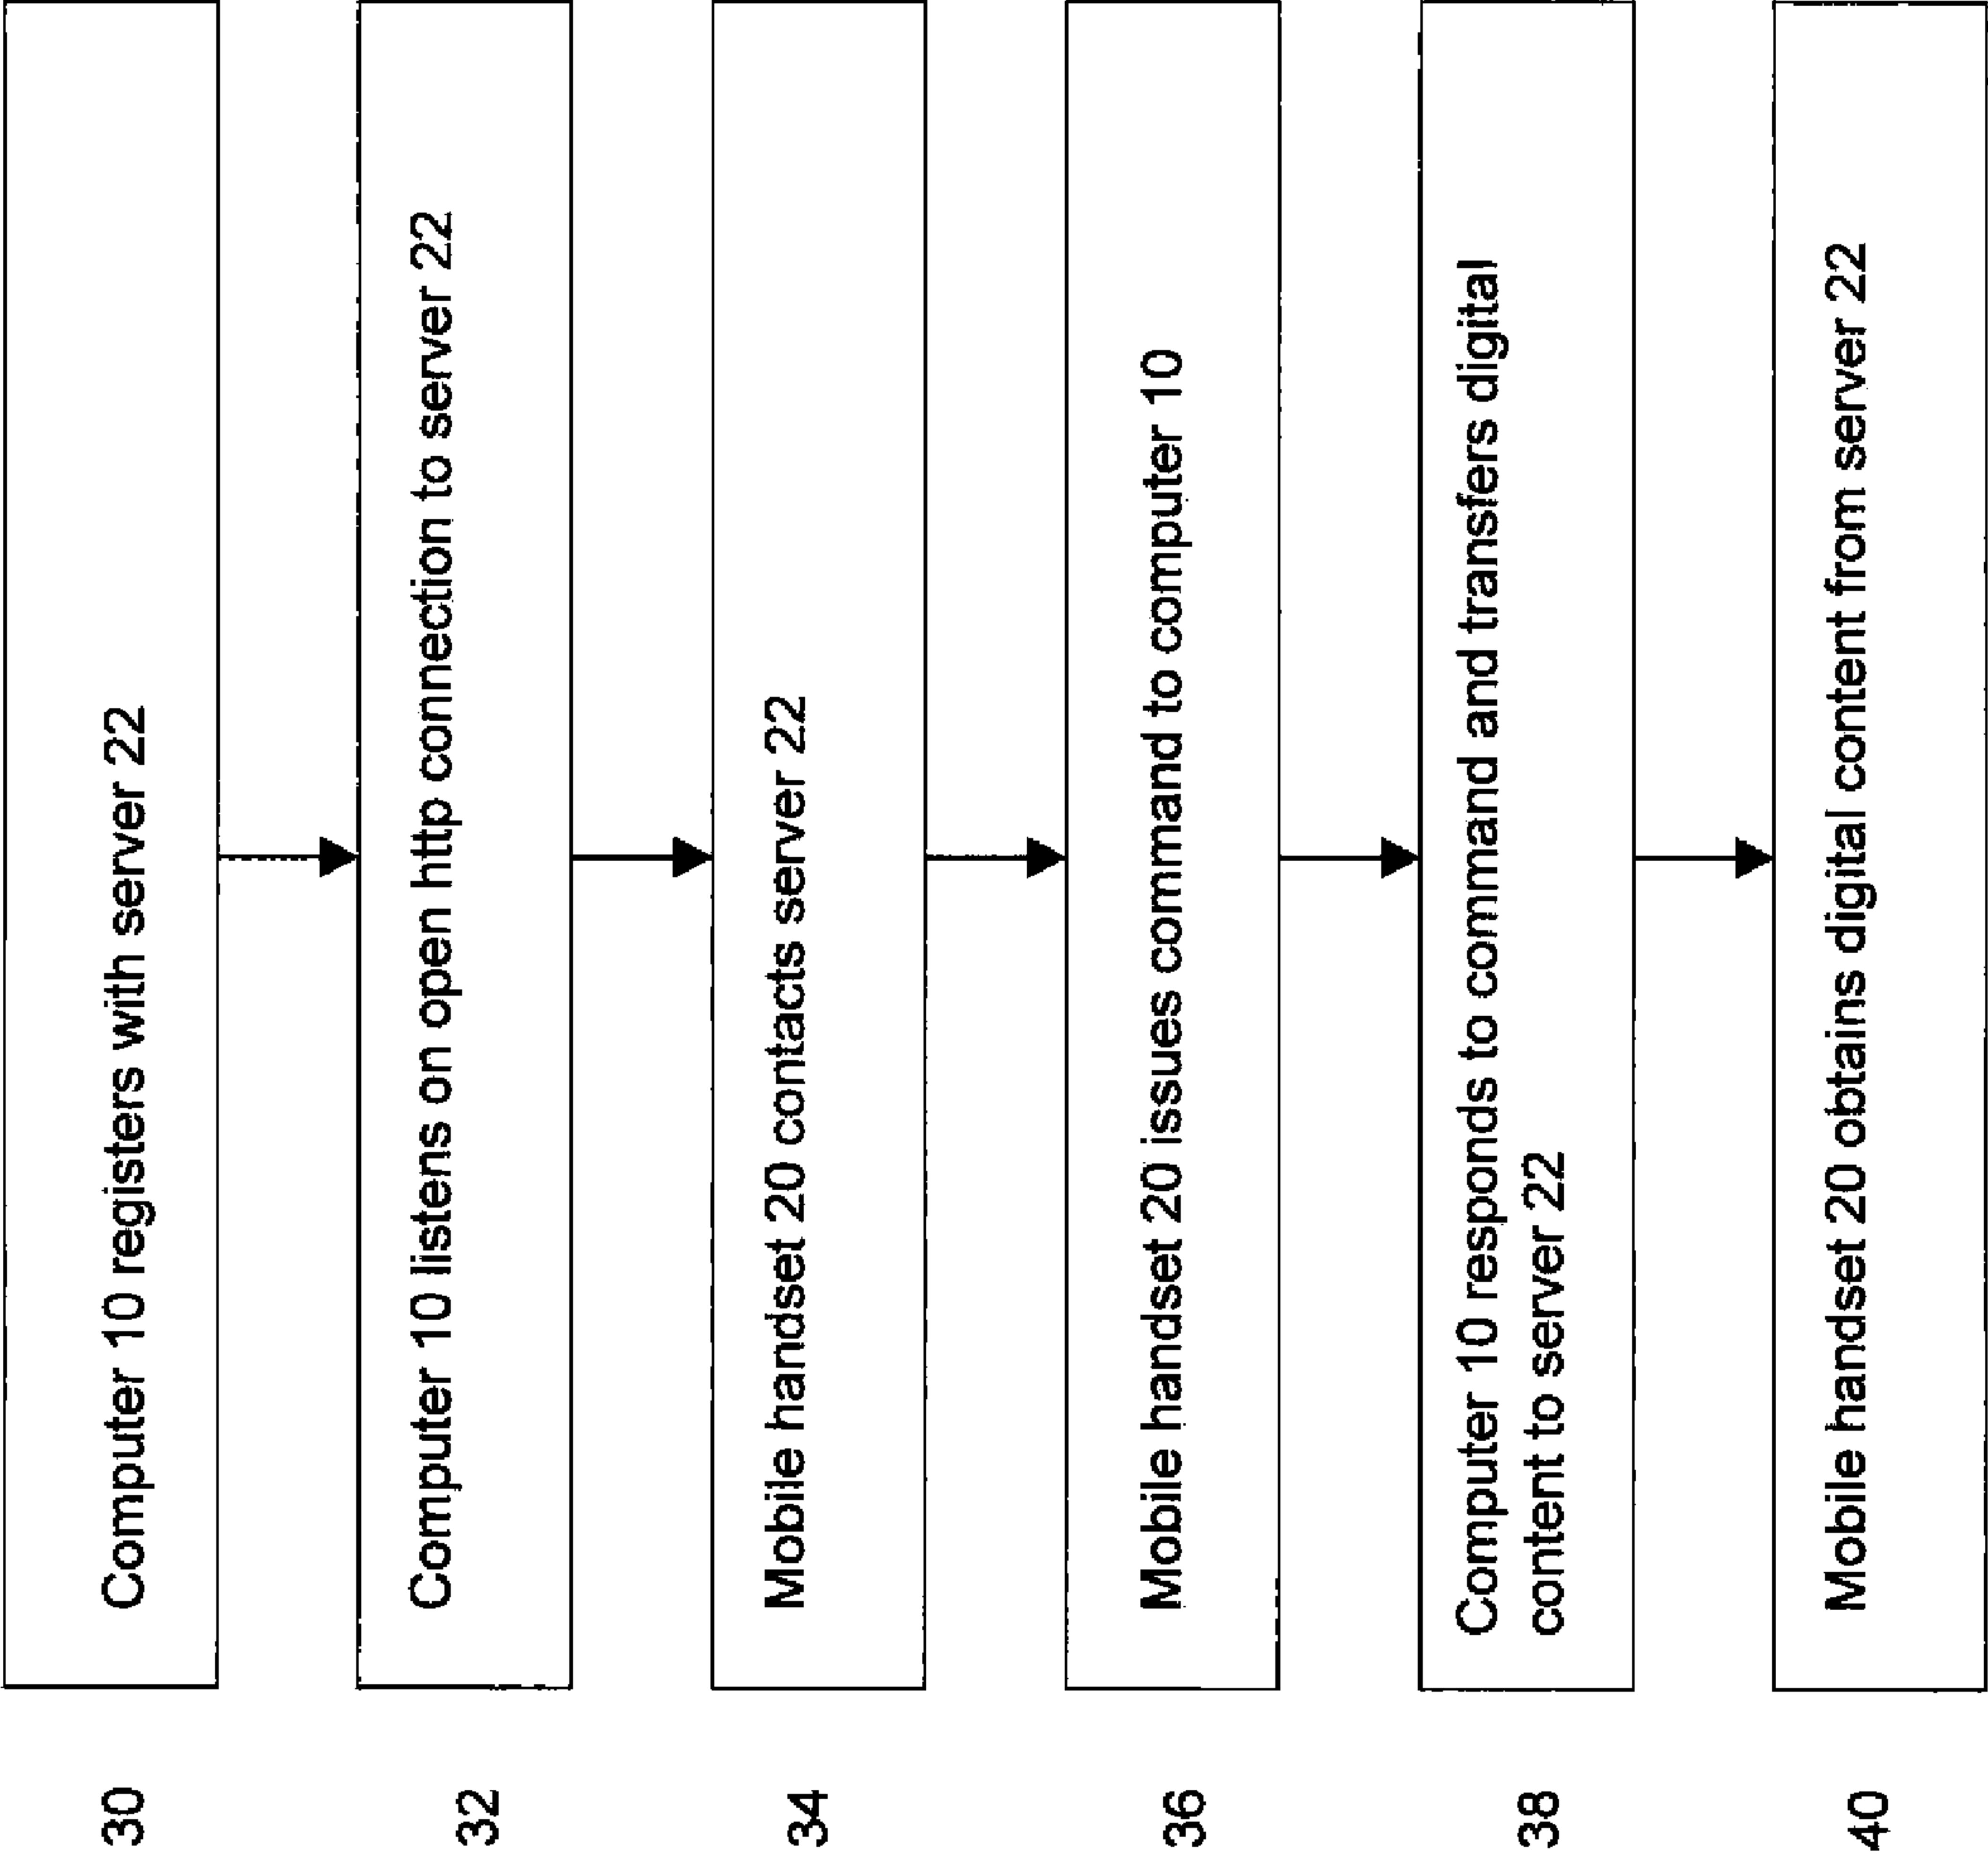 30
Computer 10 registers with server 22
32
Computer 10 listens on open http connection to server 22
34
Mobile handset 20 contacts server 22
36
Mobile handset 20 issues command to computer 10
38
Computer 10 responds to command and transfers digital
content to server 22
40
Mobile handset 20 obtains digital content from server 22